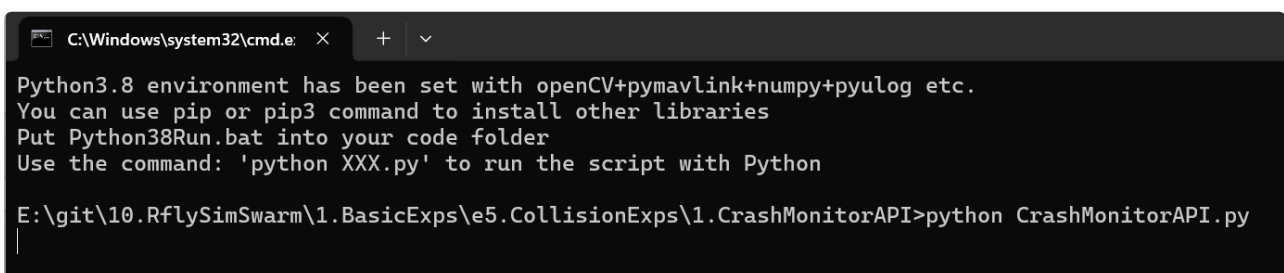 C:\Windows\system32\cmd.e
Python3.8 environment has been set with openCV+pymavlink+numpy+pyulog etc.
You can use pip or pip3 command to install other libraries
Put Python38Run.bat into your code folder
Use the command: 'python XXX.py' to run the script with Python
E:\git\10.RflySimSwarm\1.BasicExps\e5.CollisionExps\1.CrashMonitorAPI>python CrashMonitorAPI.py